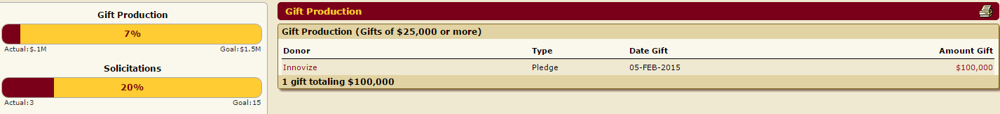 Gift Production
7%
Actual:$.1M Goal:$1.5M
Solicitations
20%
Actual:3 Goal:15
Gift Production
Gift Production (Gifts of $25,000 or more)
Donor Type Date Gift Amount Gift
Innovize Pledge 05-FEB-2015 $100,000
1 gift totaling $100,000